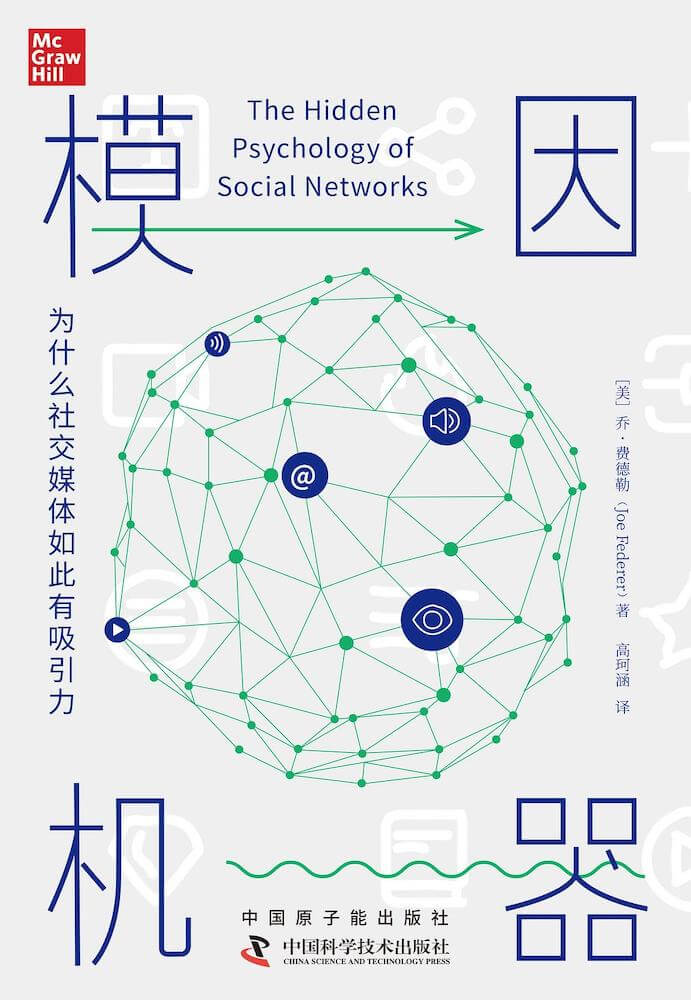 Mc
Graw
Hill
模因
The Hidden
Psychology of
Social Networks
为什么社交媒体如此有吸引力
[美] 乔·费德勒（Joe Federer）著 高珂涵 译
@
机器
中国原子能出版社
中国科学技术出版社
CHINA SCIENCE AND TECHNOLOGY PRESS